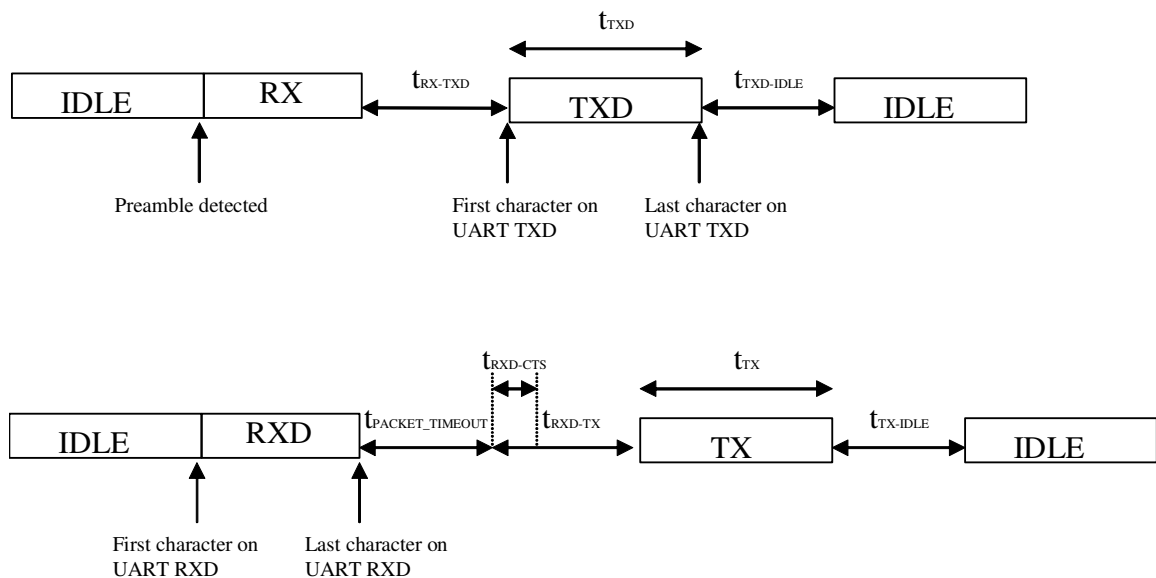 tTXD
IDLE RX tRX-TXD TXD tTXD-IDLE IDLE
Preamble detected
First character on
UART TXD
Last character on
UART TXD
tRXD-CTS
tTX
IDLE RXD tPACKET_TIMEOUT tRXD-TX TX tTX-IDLE IDLE
First character on
UART RXD
Last character on
UART RXD